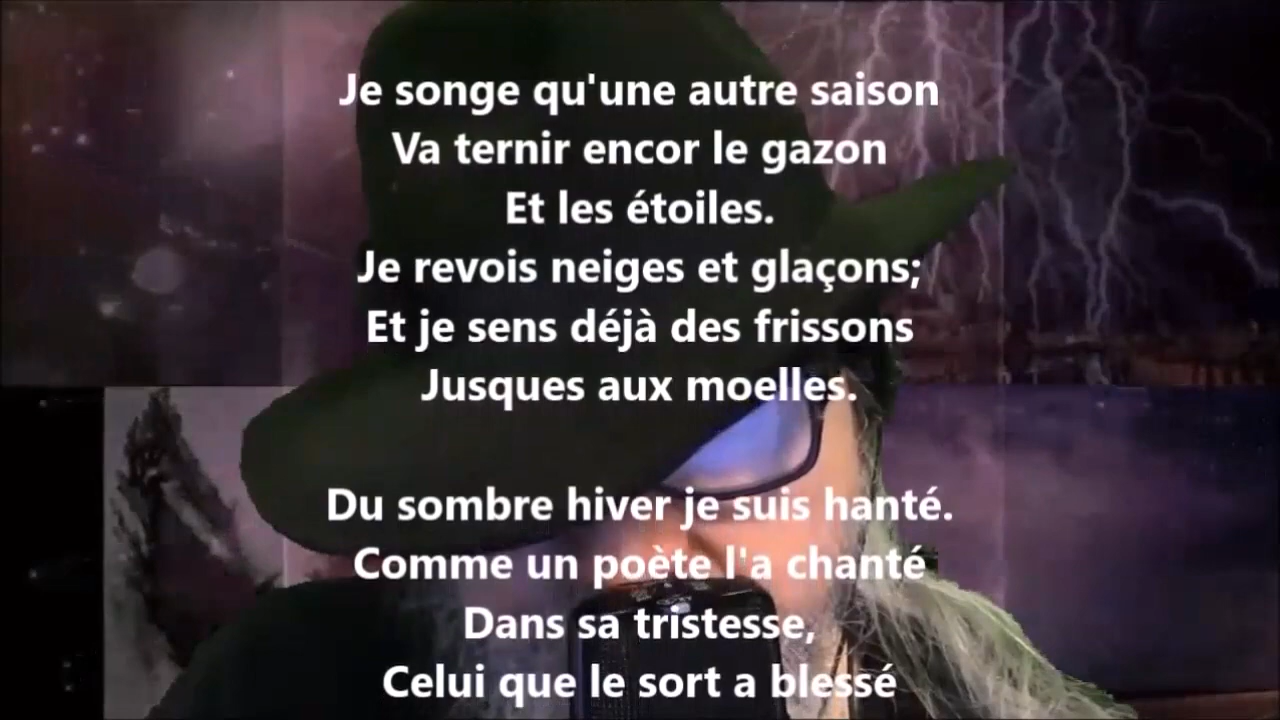 Je songe qu'une autre saison
Va ternir encor le gazon
Et les étoiles.
Je revois neiges et glaçons;
Et je sens déjà des frissons
Jusques aux moelles.
Du sombre hiver je suis hanté.
Comme un poète l'a chanté
Dans sa tristesse,
Celui que le sort a blessé